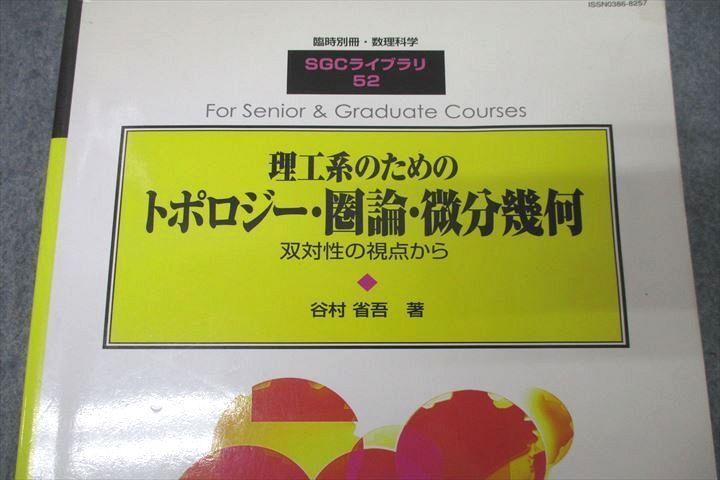 ISSN0386-8257
臨時別冊・数理科学
SGCライブラリ
52
For Senior & Graduate Courses
理工系のための
トポロジー・圏論・微分幾何
双対性の視点から
谷村 省吾 著